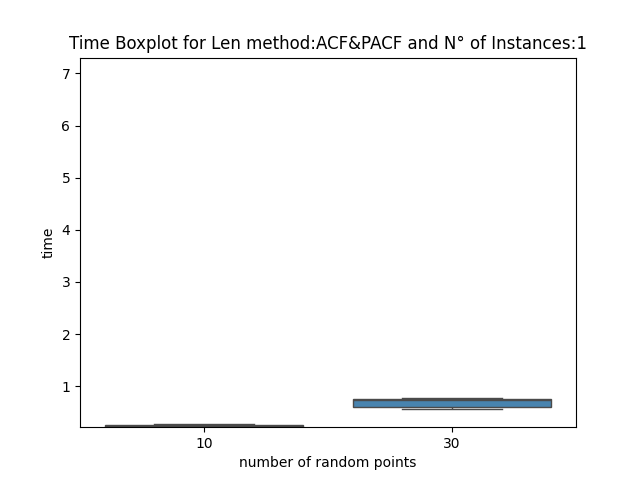 Time Boxplot for Len method:ACF&PACF and N° of Instances:1
7
6
5
4
3
2
1
time
10 30
number of random points